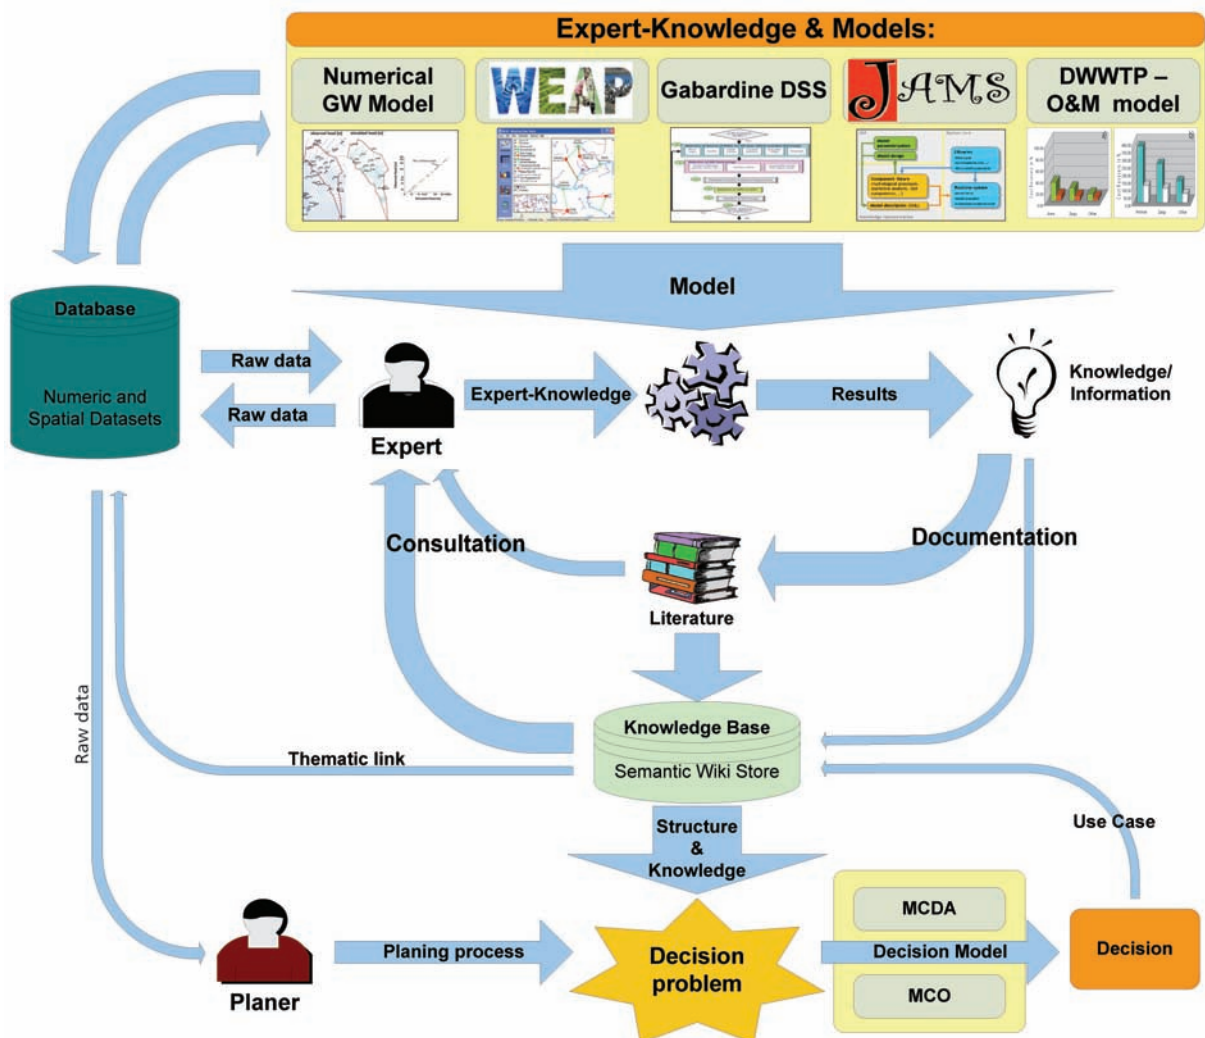 Expert-Knowledge & Models:
Numerical
GW Model
WEAP
Gabardine DSS
JAMS
DWWTP –
O&M model
Model
Database
Numeric and
Spatial Datasets
Raw data
Raw data
Expert
Expert-Knowledge
Results
Knowledge/
Information
Consultation
Documentation
Literature
Knowledge Base
Semantic Wiki Store
Thematic link
Raw data
Structure
&
Knowledge
Use Case
Planer
Planing process
Decision
problem
MCDA
Decision Model
MCO
Decision